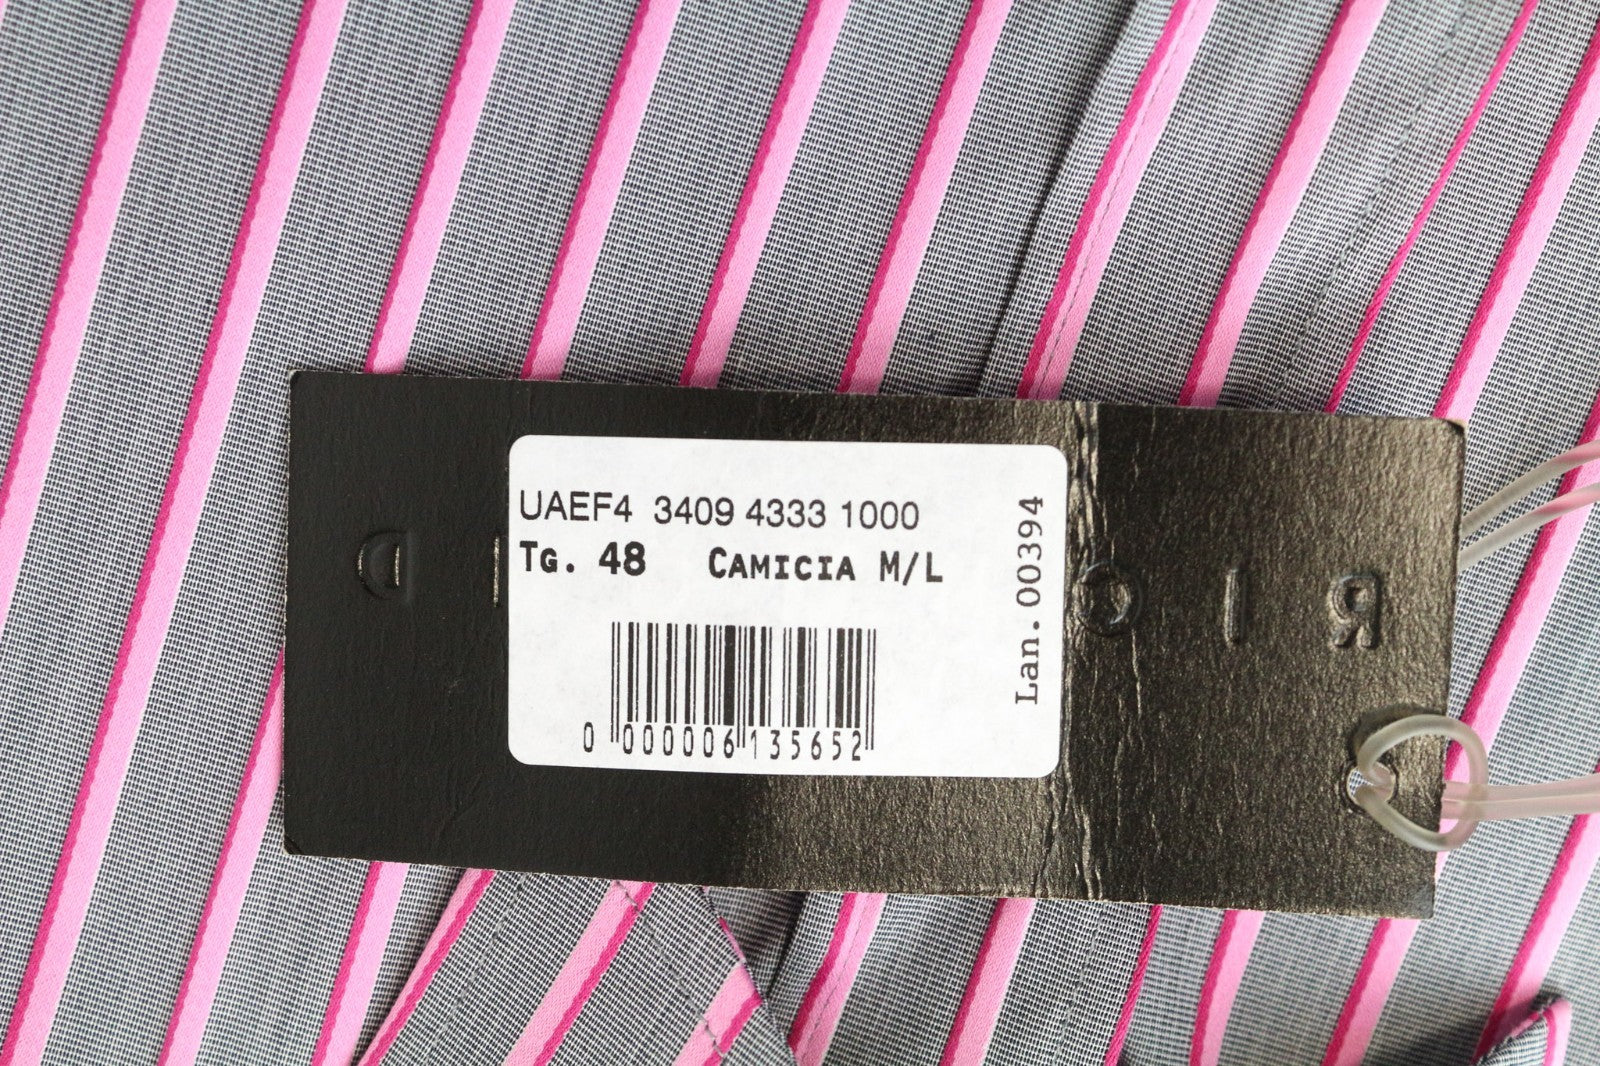 UAEF4 3409 4333 1000
Tg. 48 CAMICIA M/L
Lan. 00394
0 000006 135652